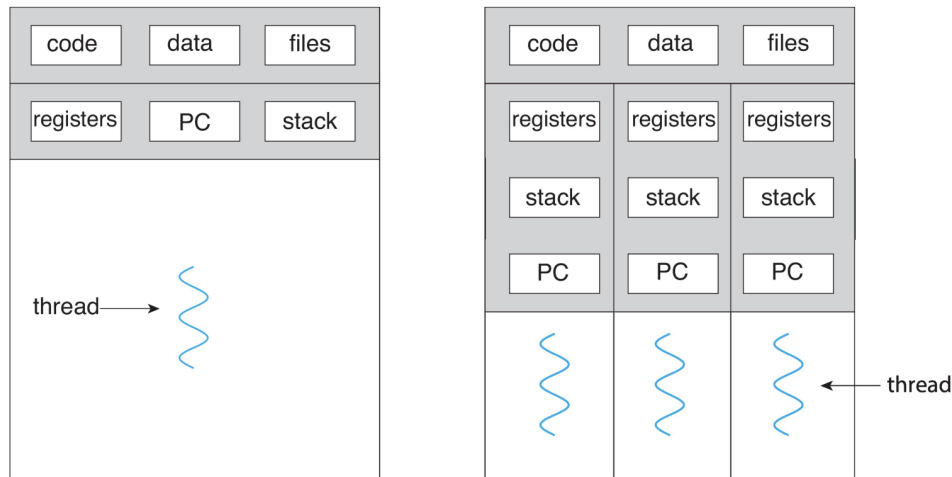 code data files
registers PC stack
thread
code data files
registers registers registers
stack stack stack
PC PC PC
thread